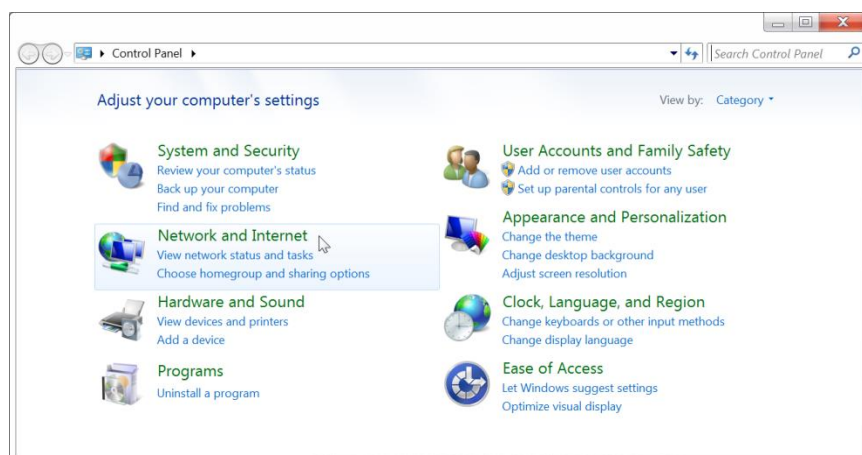 Control Panel
Search Control Panel
Adjust your computer's settings
View by: Category
System and Security
Review your computer's status
Back up your computer
Find and fix problems
Network and Internet
View network status and tasks
Choose homegroup and sharing options
Hardware and Sound
View devices and printers
Add a device
Programs
Uninstall a program
User Accounts and Family Safety
Add or remove user accounts
Set up parental controls for any user
Appearance and Personalization
Change the theme
Change desktop background
Adjust screen resolution
Clock, Language, and Region
Change keyboards or other input methods
Change display language
Ease of Access
Let Windows suggest settings
Optimize visual display